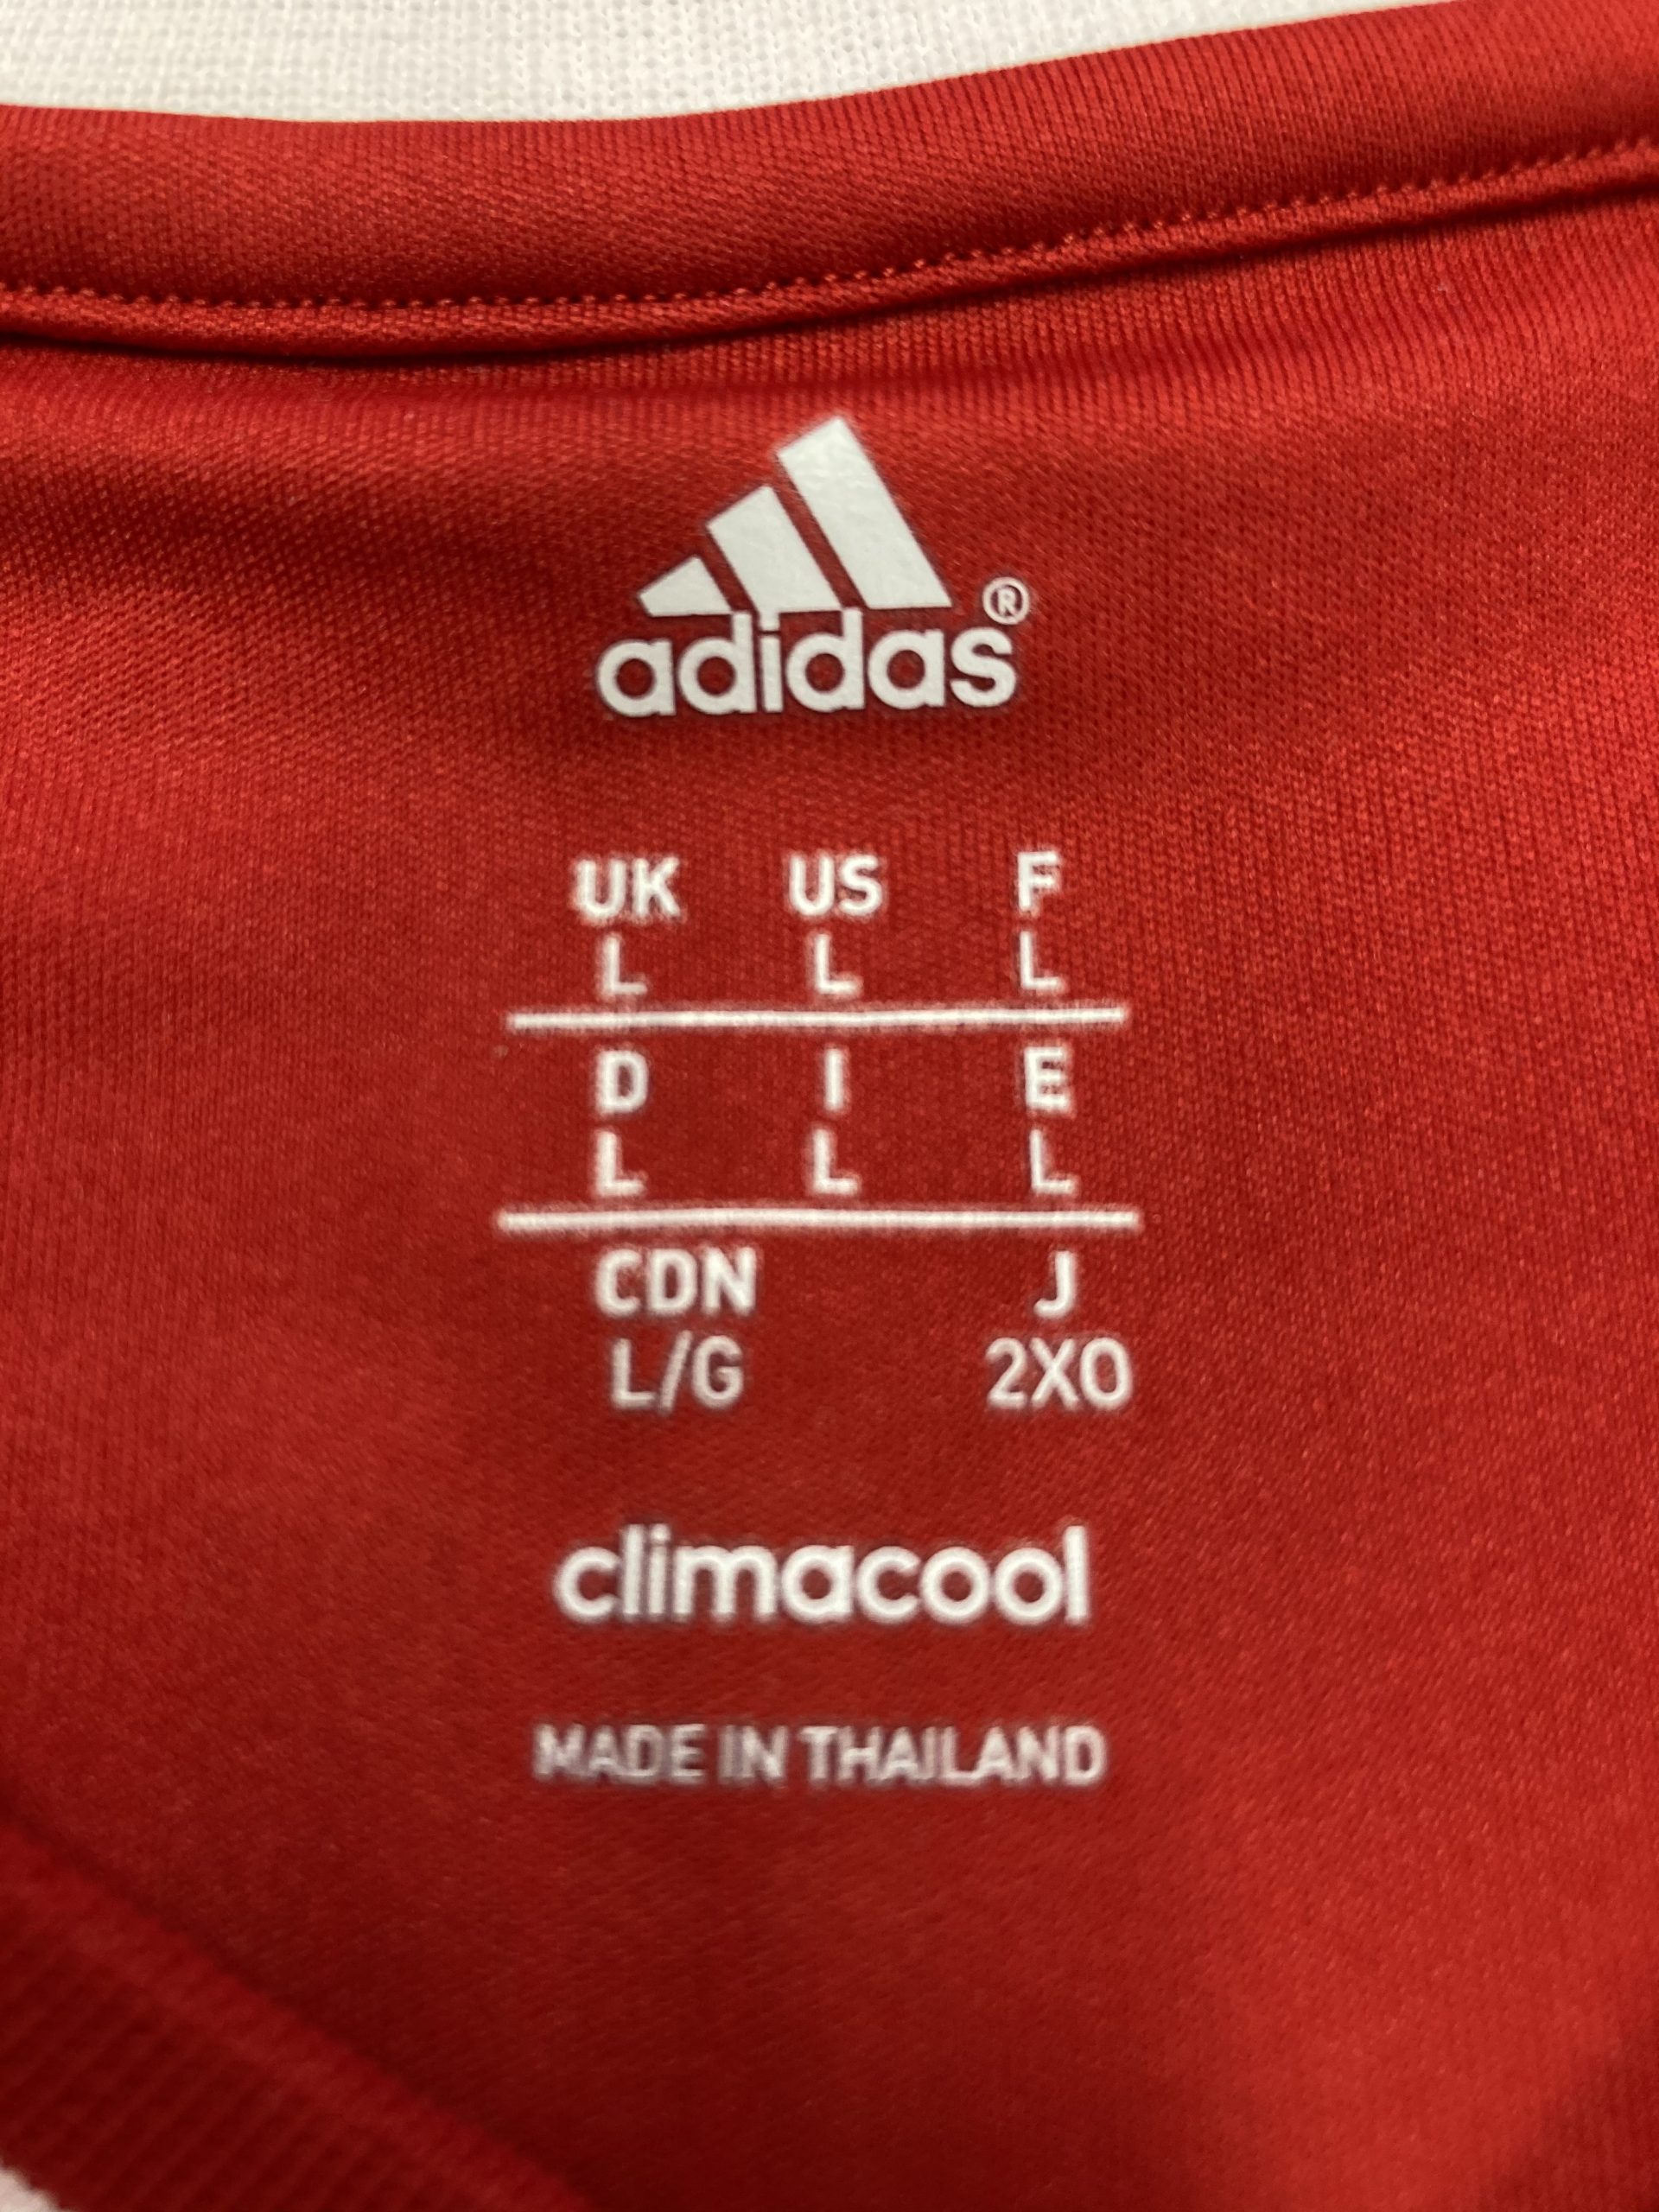 adidas®
UK US F
L L L
D I E
L L L
CDN J
L/G 2XO
climacool
MADE IN THAILAND